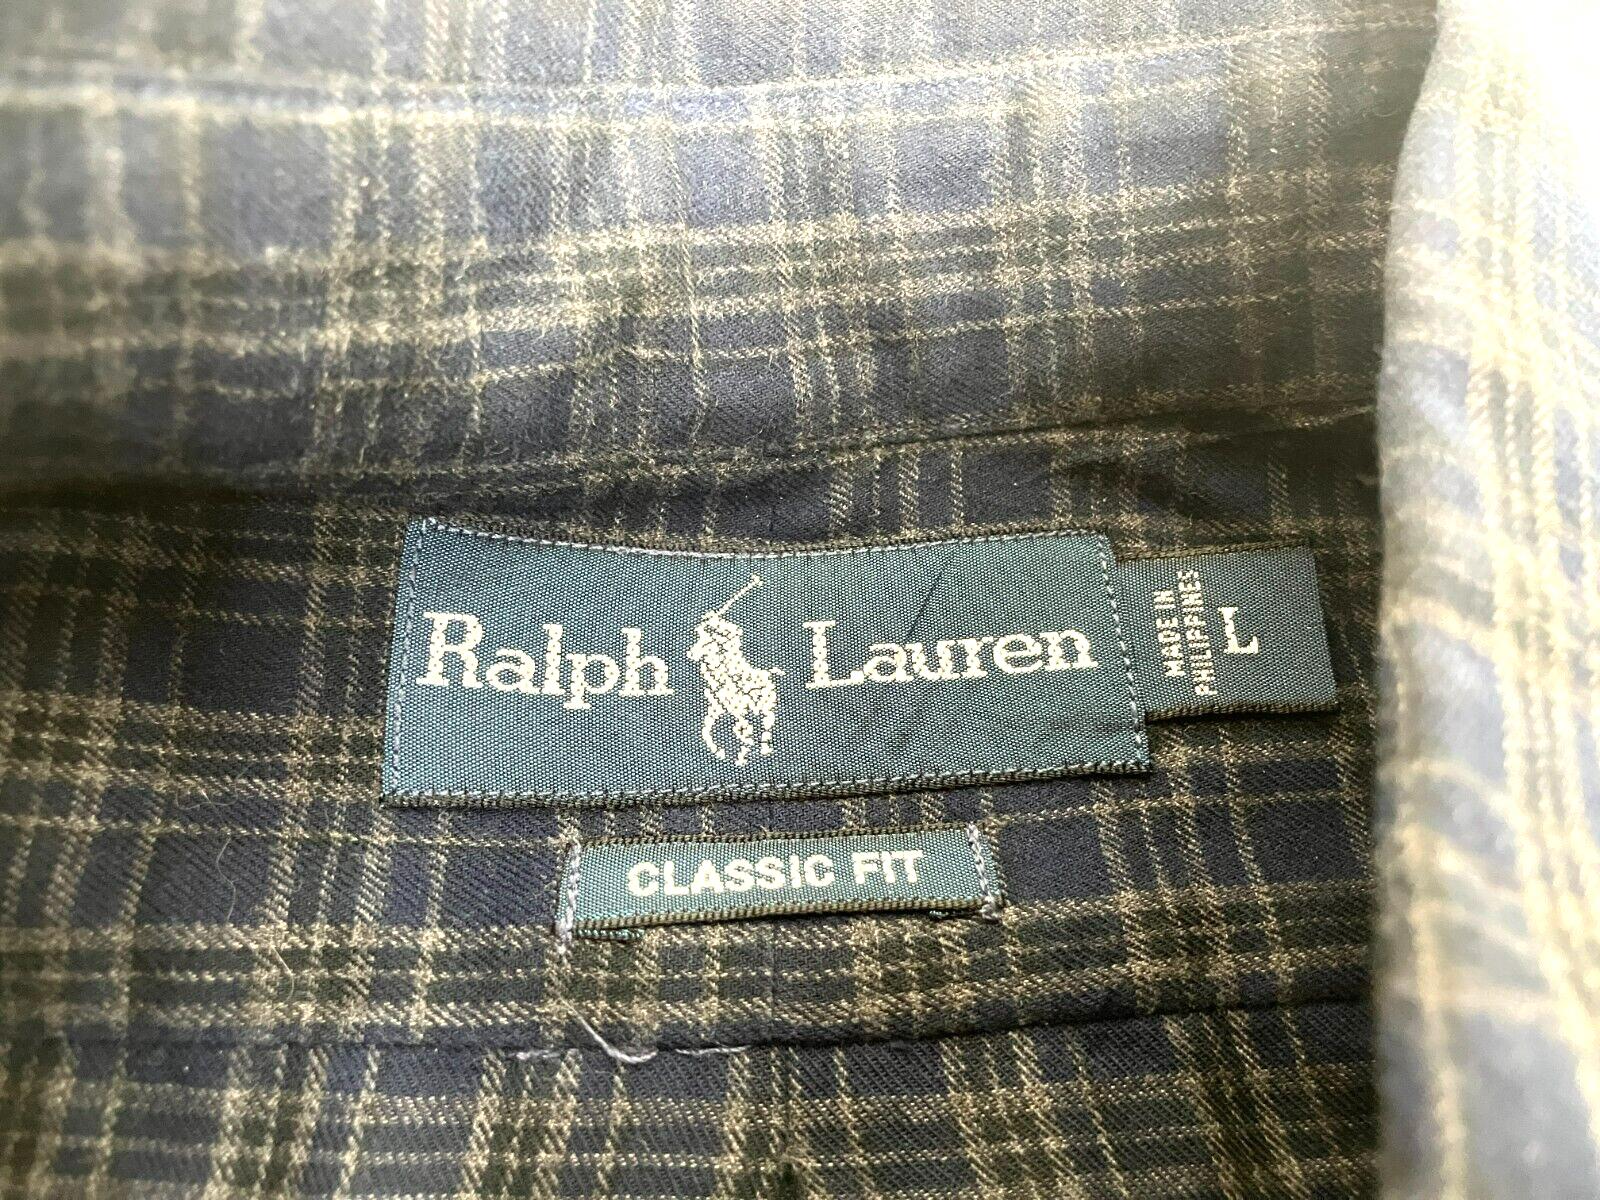 Ralph Lauren
MADE IN
PHILIPPINES
L
CLASSIC FIT